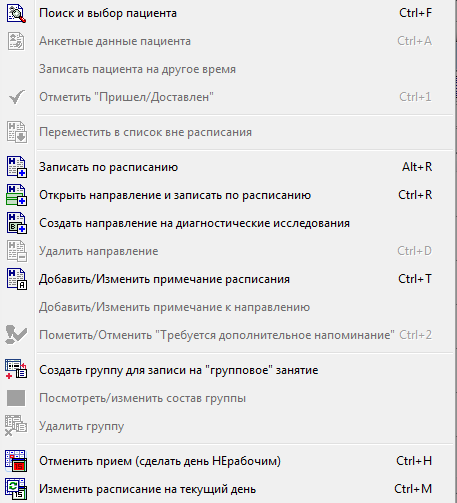 Поиск и выбор пациента Ctrl+F
Анкетные данные пациента Ctrl+A
Записать пациента на другое время
Отметить "Пришел/Доставлен" Ctrl+1
Переместить в список вне расписания
Записать по расписанию Alt+R
Открыть направление и записать по расписанию Ctrl+R
Создать направление на диагностические исследования
Удалить направление Ctrl+D
Добавить/Изменить примечание расписания Ctrl+T
Добавить/Изменить примечание к направлению
Пометить/Отменить "Требуется дополнительное напоминание" Ctrl+2
Создать группу для записи на "групповое" занятие
Посмотреть/изменить состав группы
Удалить группу
Отменить прием (сделать день НЕрабочим) Ctrl+H
Изменить расписание на текущий день Ctrl+M